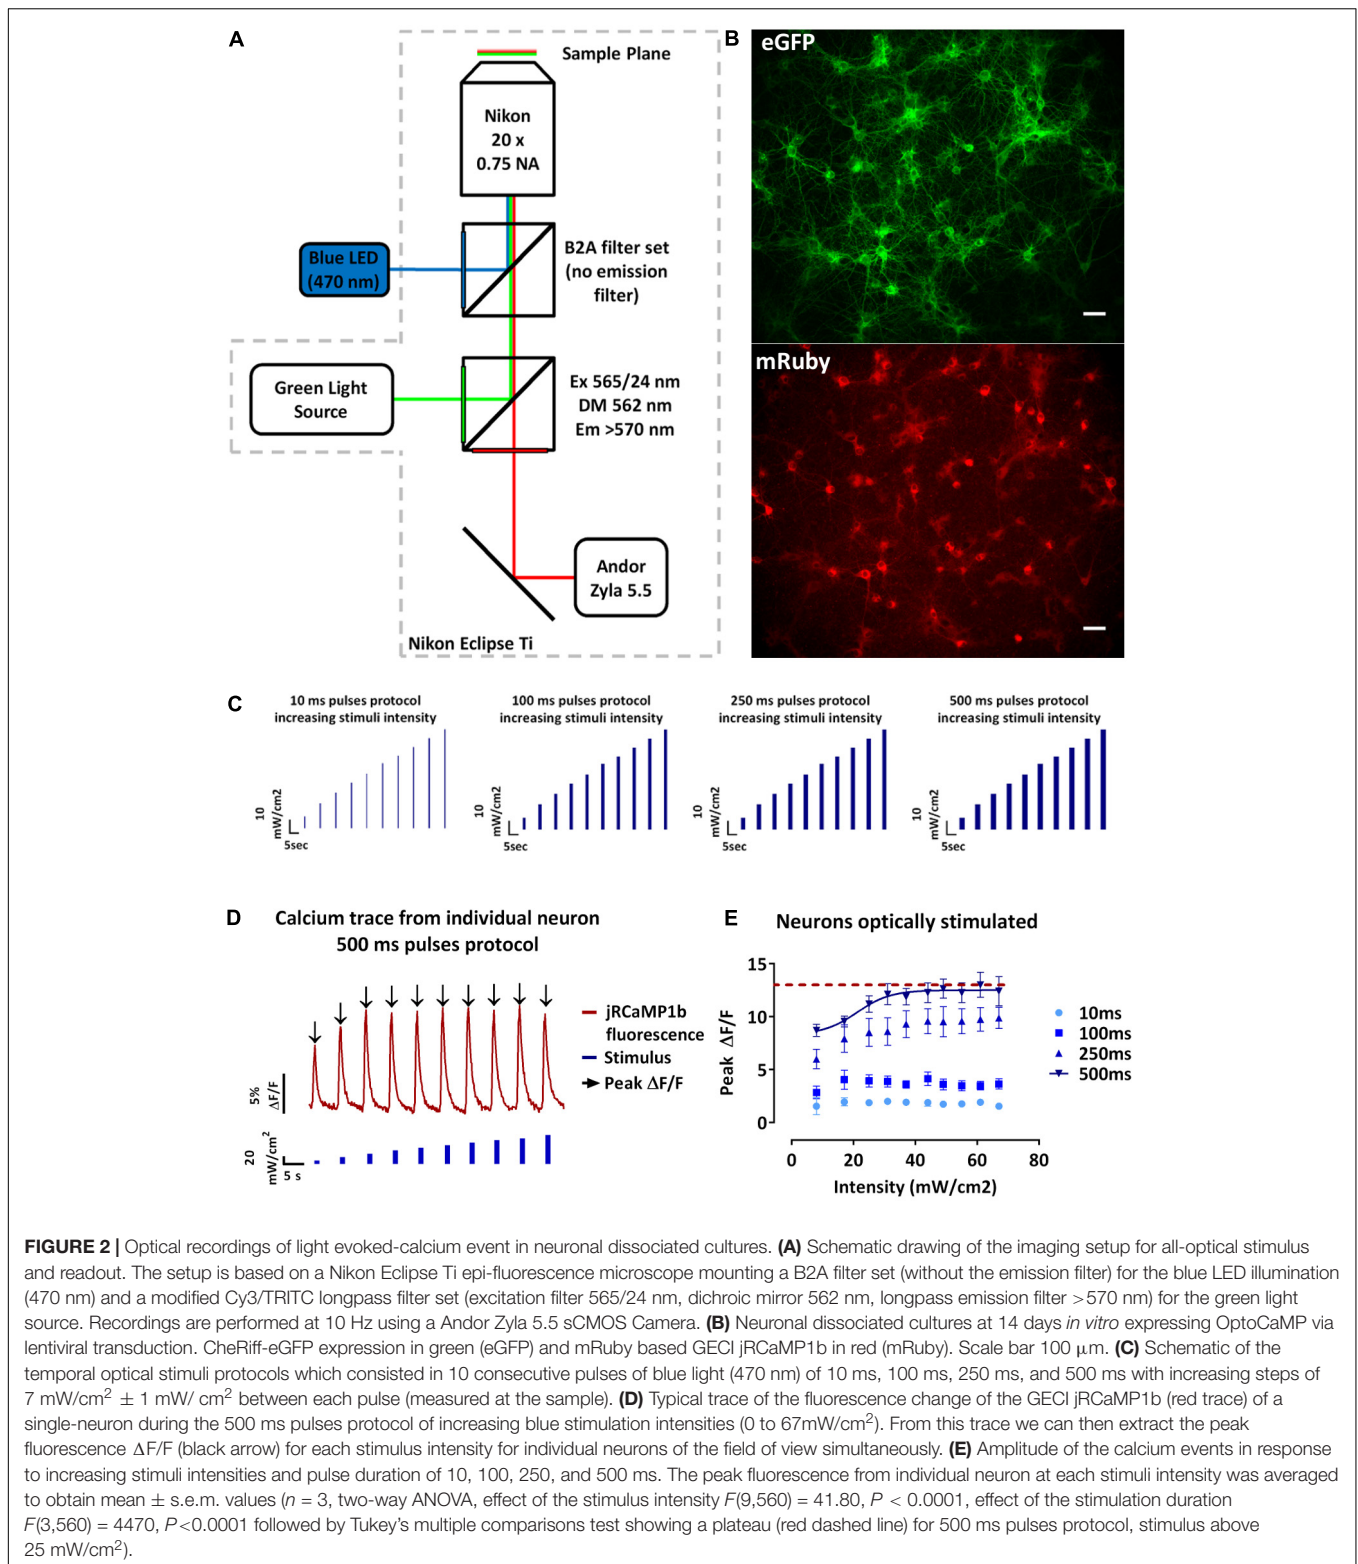 A
Sample Plane
Nikon
20 x
0.75 NA
Blue LED
(470 nm)
B2A filter set
(no emission
filter)
Green Light
Source
Ex 565/24 nm
DM 562 nm
Em >570 nm
Andor
Zyla 5.5
Nikon Eclipse Ti
B
eGFP
mRuby
C
10 ms pulses protocol
increasing stimuli intensity
10
mW/cm2
5sec
100 ms pulses protocol
increasing stimuli intensity
10
mW/cm2
5sec
250 ms pulses protocol
increasing stimuli intensity
10
mW/cm2
5sec
500 ms pulses protocol
increasing stimuli intensity
10
mW/cm2
5sec
D
Calcium trace from individual neuron
500 ms pulses protocol
5%
ΔF/F
20
mW/cm²
5 s
jRCaMP1b
fluorescence
Stimulus
Peak ΔF/F
E
Neurons optically stimulated
Peak ΔF/F
15
10
5
0
0 20 40 60 80
Intensity (mW/cm2)
10ms
100ms
250ms
500ms
FIGURE 2 | Optical recordings of light evoked-calcium event in neuronal dissociated cultures. (A) Schematic drawing of the imaging setup for all-optical stimulus
and readout. The setup is based on a Nikon Eclipse Ti epi-fluorescence microscope mounting a B2A filter set (without the emission filter) for the blue LED illumination
(470 nm) and a modified Cy3/TRITC longpass filter set (excitation filter 565/24 nm, dichroic mirror 562 nm, longpass emission filter >570 nm) for the green light
source. Recordings are performed at 10 Hz using a Andor Zyla 5.5 sCMOS Camera. (B) Neuronal dissociated cultures at 14 days in vitro expressing OptoCaMP via
lentiviral transduction. CheRiff-eGFP expression in green (eGFP) and mRuby based GECI jRCaMP1b in red (mRuby). Scale bar 100 μm. (C) Schematic of the
temporal optical stimuli protocols which consisted in 10 consecutive pulses of blue light (470 nm) of 10 ms, 100 ms, 250 ms, and 500 ms with increasing steps of
7 mW/cm² ± 1 mW/ cm² between each pulse (measured at the sample). (D) Typical trace of the fluorescence change of the GECI jRCaMP1b (red trace) of a
single-neuron during the 500 ms pulses protocol of increasing blue stimulation intensities (0 to 67mW/cm²). From this trace we can then extract the peak
fluorescence ΔF/F (black arrow) for each stimulus intensity for individual neurons of the field of view simultaneously. (E) Amplitude of the calcium events in response
to increasing stimuli intensities and pulse duration of 10, 100, 250, and 500 ms. The peak fluorescence from individual neuron at each stimuli intensity was averaged
to obtain mean ± s.e.m. values (n = 3, two-way ANOVA, effect of the stimulus intensity F(9,560) = 41.80, P < 0.0001, effect of the stimulation duration
F(3,560) = 4470, P<0.0001 followed by Tukey's multiple comparisons test showing a plateau (red dashed line) for 500 ms pulses protocol, stimulus above
25 mW/cm²).